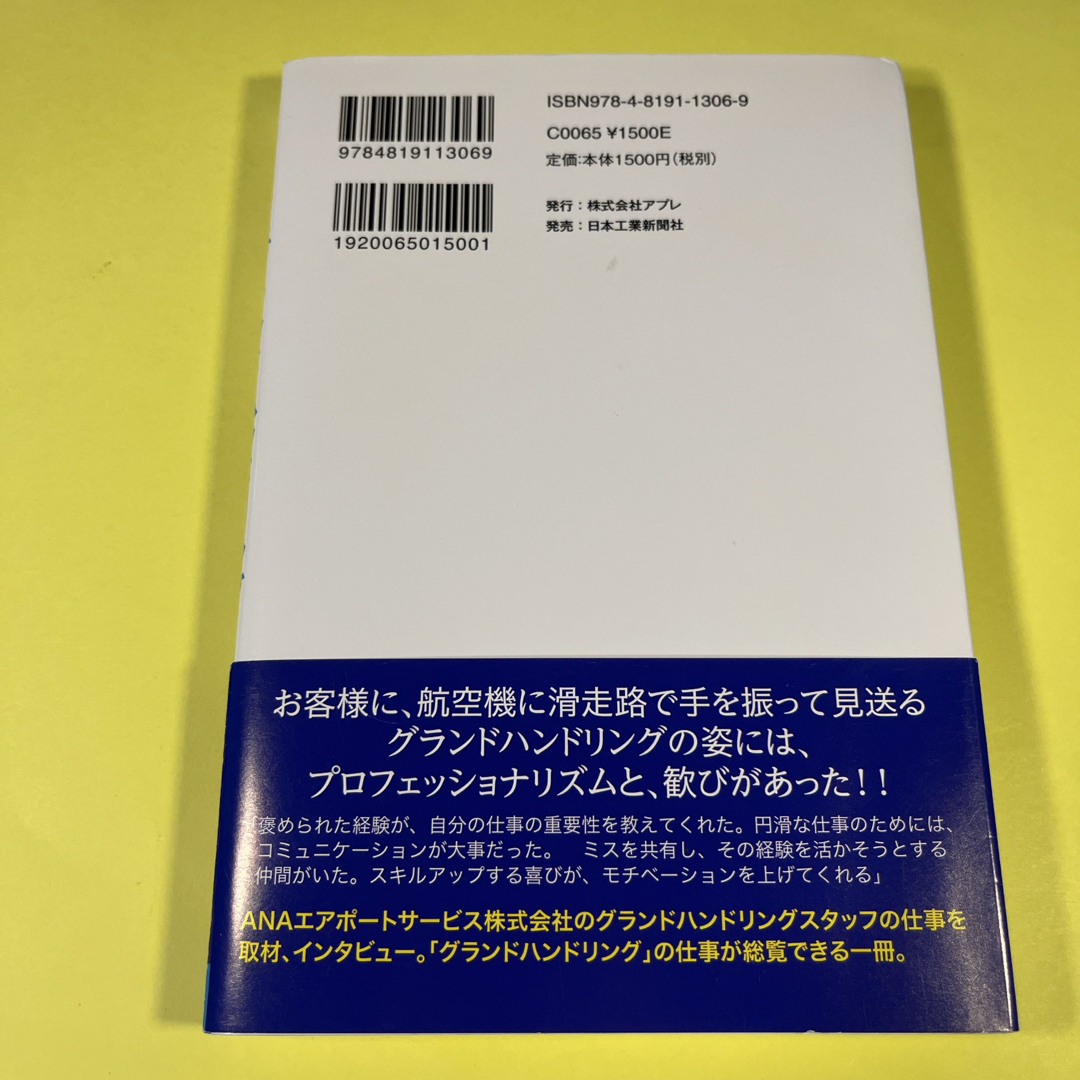 9784819113069
1920065015001
ISBN978-4-8191-1306-9
C0065 ¥1500E
定価:本体1500円(税別)
発行:株式会社アプレ
発売:日本工業新聞社
お客様に、航空機に滑走路で手を振って見送る
グランドハンドリングの姿には、
プロフェッショナリズムと、歓びがあった!!
「褒められた経験が、自分の仕事の重要性を教えてくれた。円滑な仕事のためには、
コミュニケーションが大事だった。 ミスを共有し、その経験を活かそうとする
仲間がいた。スキルアップする喜びが、モチベーションを上げてくれる」
ANAエアポートサービス株式会社のグランドハンドリングスタッフの仕事を
取材、インタビュー。「グランドハンドリング」の仕事が総覧できる一冊。